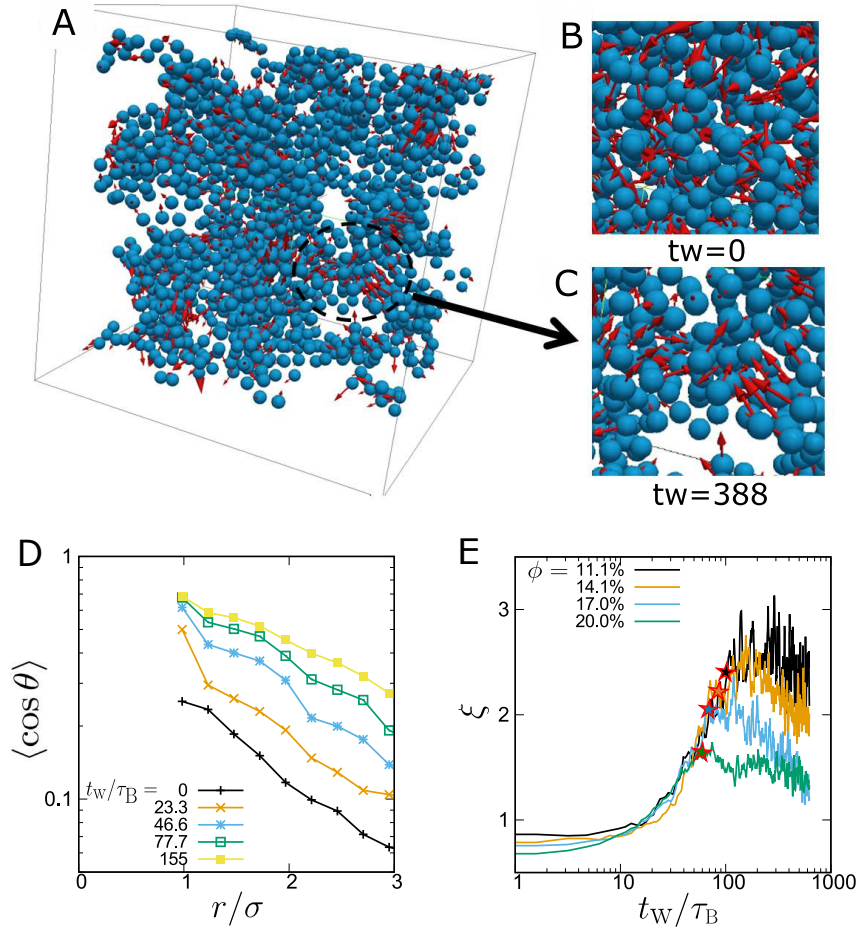 A
B
tw=0
C
tw=388
D
1
0.1
⟨cos θ⟩
t_W/τ_B = 0
23.3
46.6
77.7
155
0 1 2 3
r/σ
E
ϕ = 11.1%
14.1%
17.0%
20.0%
3
2
1
ξ
1 10 100 1000
t_W/τ_B